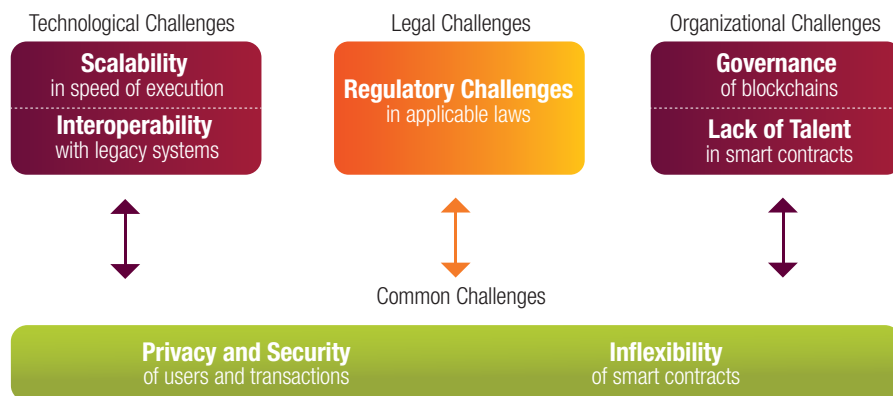 Technological Challenges
Scalability
in speed of execution
Interoperability
with legacy systems
Legal Challenges
Regulatory Challenges
in applicable laws
Organizational Challenges
Governance
of blockchains
Lack of Talent
in smart contracts
Common Challenges
Privacy and Security
of users and transactions
Inflexibility
of smart contracts